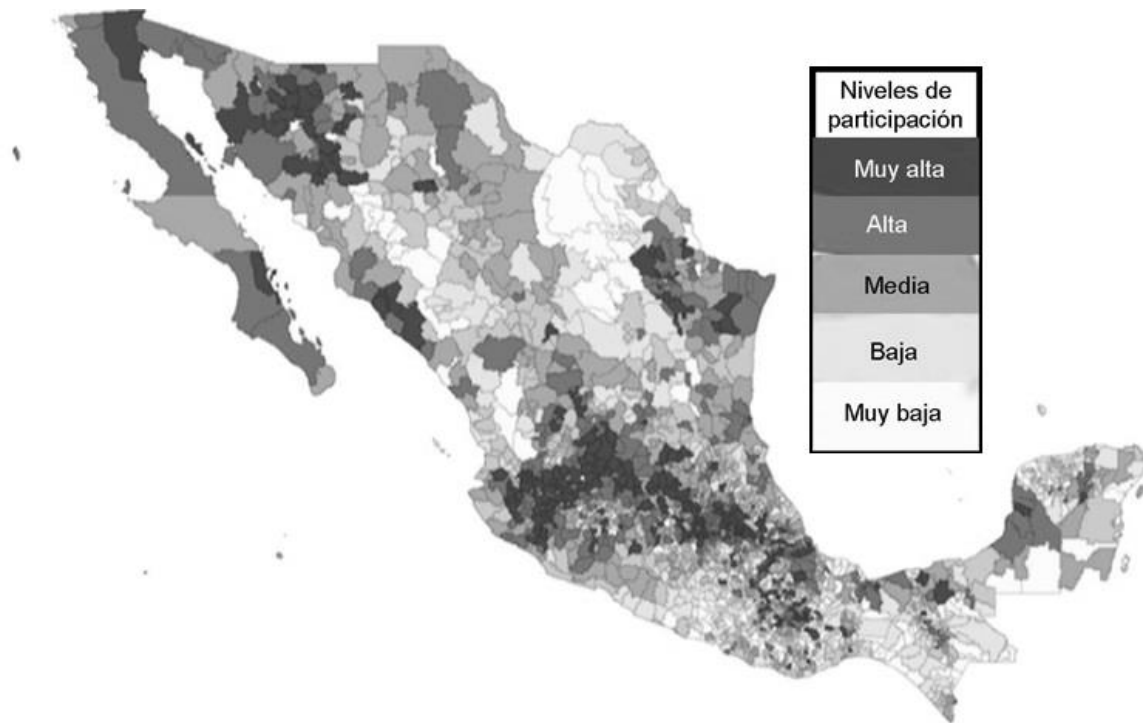 Niveles de
participación
Muy alta
Alta
Media
Baja
Muy baja